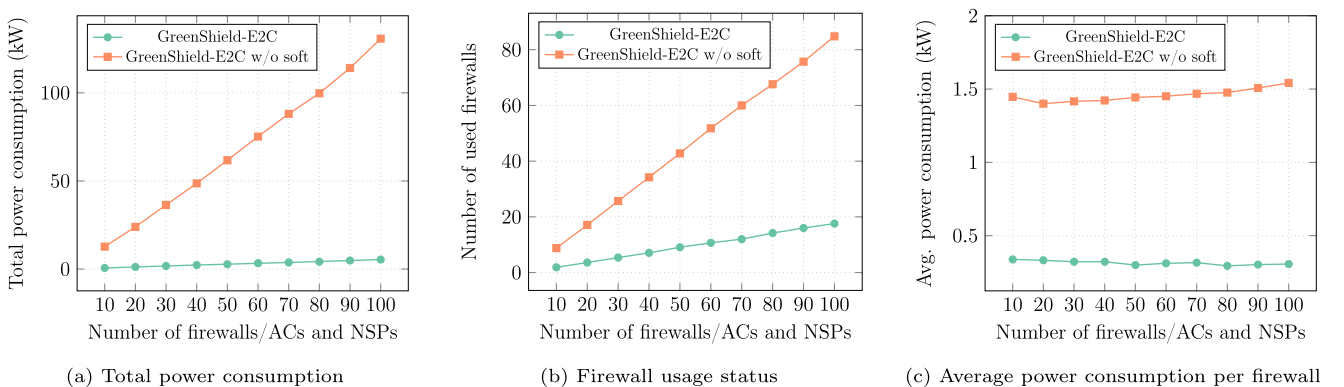 Total power consumption (kW)
GreenShield-E2C
GreenShield-E2C w/o soft
100
50
0
10 20 30 40 50 60 70 80 90 100
Number of firewalls/ACs and NSPs
(a) Total power consumption
Number of used firewalls
GreenShield-E2C
GreenShield-E2C w/o soft
80
60
40
20
0
10 20 30 40 50 60 70 80 90 100
Number of firewalls/ACs and NSPs
(b) Firewall usage status
Avg. power consumption (kW)
GreenShield-E2C
GreenShield-E2C w/o soft
2
1.5
1
0.5
10 20 30 40 50 60 70 80 90 100
Number of firewalls/ACs and NSPs
(c) Average power consumption per firewall